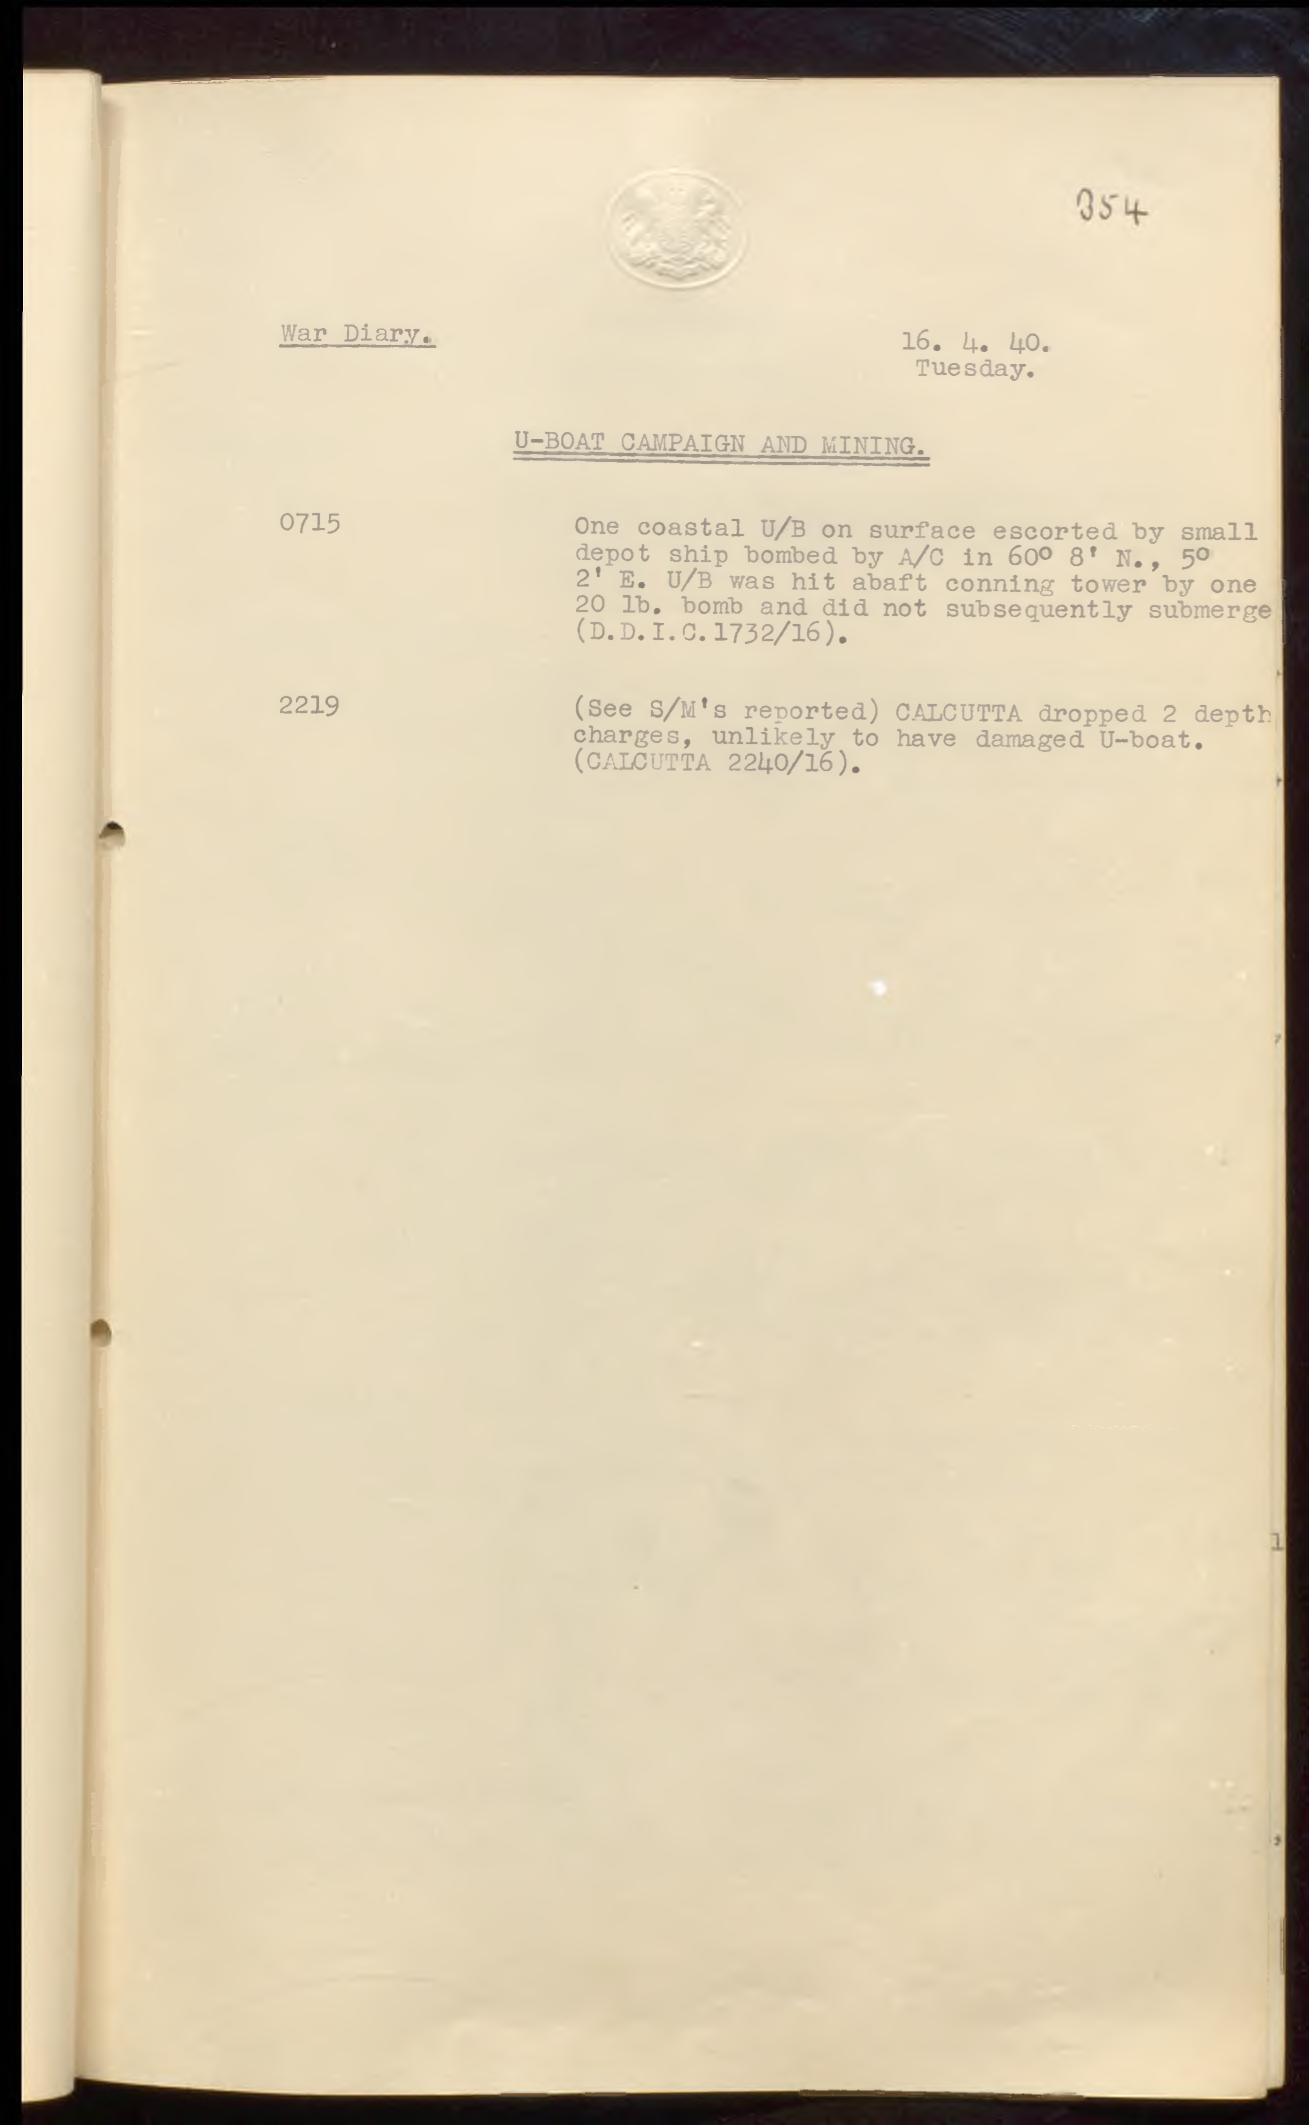 354
War Diary.
16. 4. 40.
Tuesday.
U-BOAT CAMPAIGN AND MINING.
0715
One coastal U/B on surface escorted by small
depot ship bombed by A/C in 60º 8' N., 5º
2' E. U/B was hit abaft conning tower by one
20 lb. bomb and did not subsequently submerge
(D.D.I.C.1732/16).
2219
(See S/M's reported) CALCUTTA dropped 2 depth
charges, unlikely to have damaged U-boat.
(CALCUTTA 2240/16).